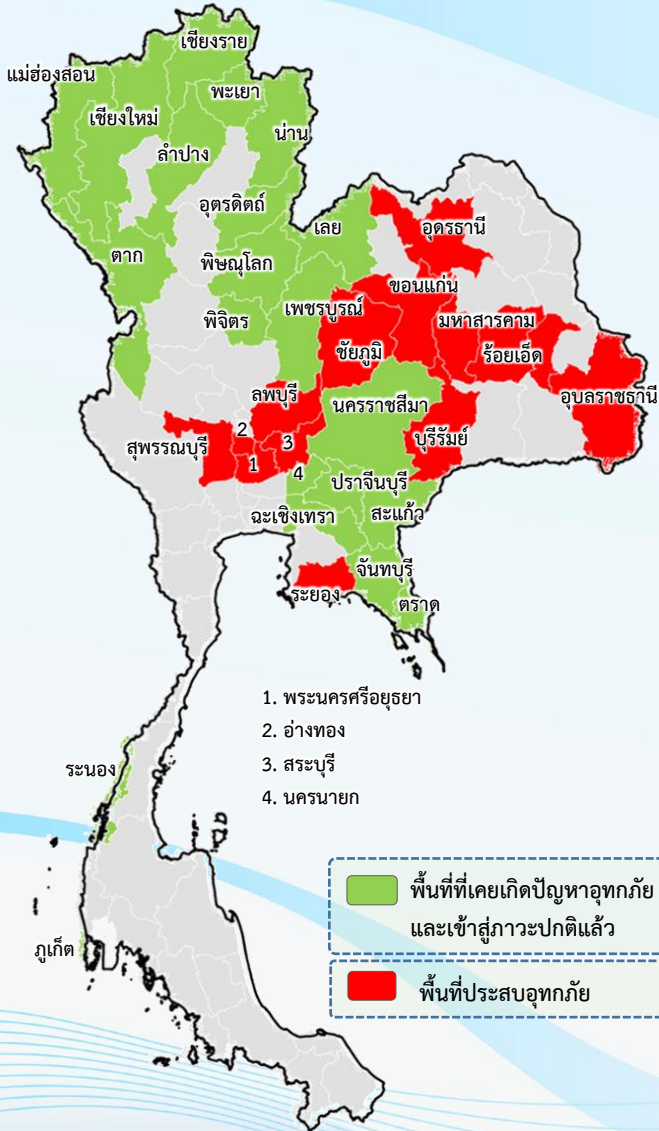 เชียงราย
แม่ฮ่องสอน
พะเยา
เชียงใหม่
น่าน
ลำปาง
อุตรดิตถ์
เลย
อุดรธานี
ตาก
พิษณุโลก
ขอนแก่น
เพชรบูรณ์
พิจิตร
มหาสารคาม
ชัยภูมิ
ร้อยเอ็ด
ลพบุรี
อุบลราชธานี
นครราชสีมา
2
สุพรรณบุรี
3
บุรีรัมย์
1
4
ปราจีนบุรี
ฉะเชิงเทรา
สะแก้ว
จันทบุรี
ระยอง
ตราด
1. พระนครศรีอยุธยา
2. อ่างทอง
3. สระบุรี
4. นครนายก
ระนอง
ภูเก็ต
พื้นที่ที่เคยเกิดปัญหาอุทกภัย
และเข้าสู่ภาวะปกติแล้ว
พื้นที่ประสบอุทกภัย